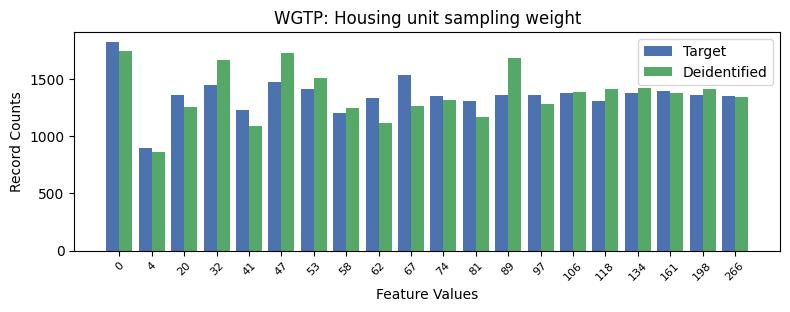 WGTP: Housing unit sampling weight
Target
Deidentified
Record Counts
1500
1000
500
0
0 4 20 32 41 47 53 58 62 67 74 81 89 97 106 118 134 161 198 266
Feature Values